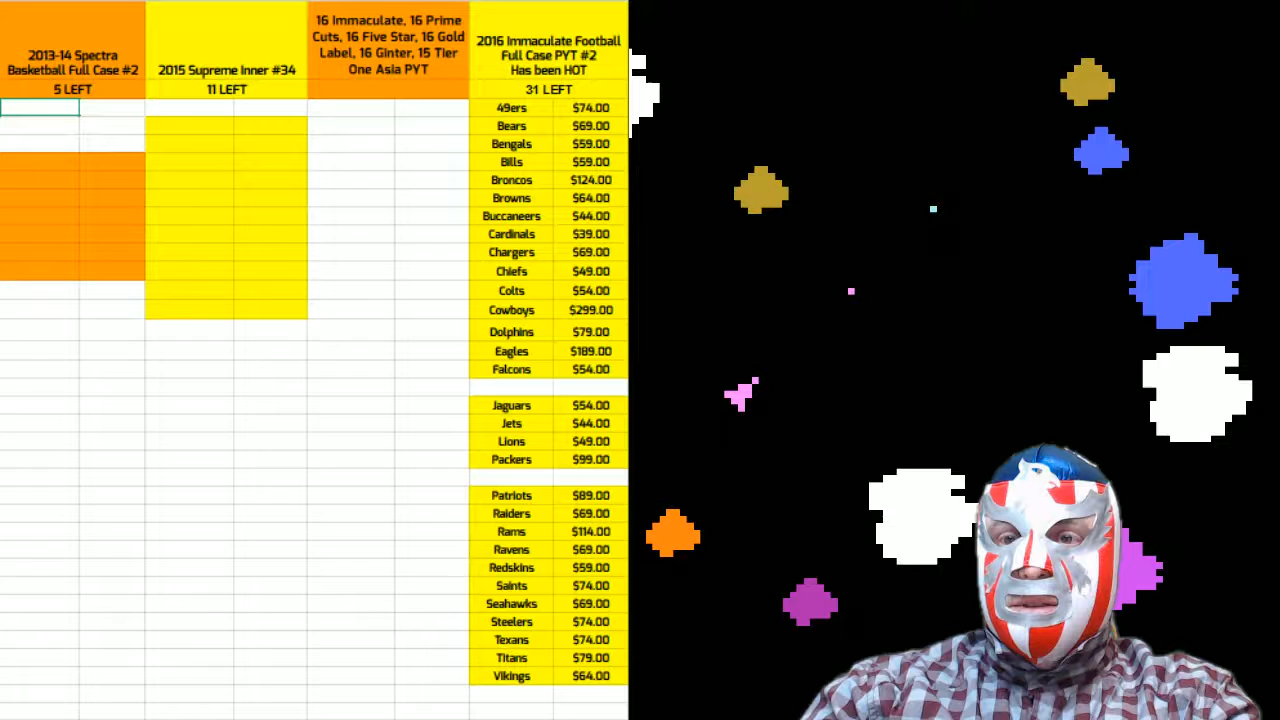 2013-14 Spectra
Basketball Full Case #2
5 LEFT
2015 Supreme Inner #34
11 LEFT
16 Immaculate, 16 Prime
Cuts, 16 Five Star, 16 Gold
Label, 16 Ginter, 15 Tier
One Asia PYT
2016 Immaculate Football
Full Case PYT #2
Has been HOT
31 LEFT
49ers $74.00
Bears $69.00
Bengals $59.00
Bills $59.00
Broncos $124.00
Browns $64.00
Buccaneers $44.00
Cardinals $39.00
Chargers $69.00
Chiefs $49.00
Colts $54.00
Cowboys $299.00
Dolphins $79.00
Eagles $189.00
Falcons $54.00
Jaguars $54.00
Jets $44.00
Lions $49.00
Packers $99.00
Patriots $89.00
Raiders $69.00
Rams $114.00
Ravens $69.00
Redskins $59.00
Saints $74.00
Seahawks $69.00
Steelers $74.00
Texans $74.00
Titans $79.00
Vikings $64.00